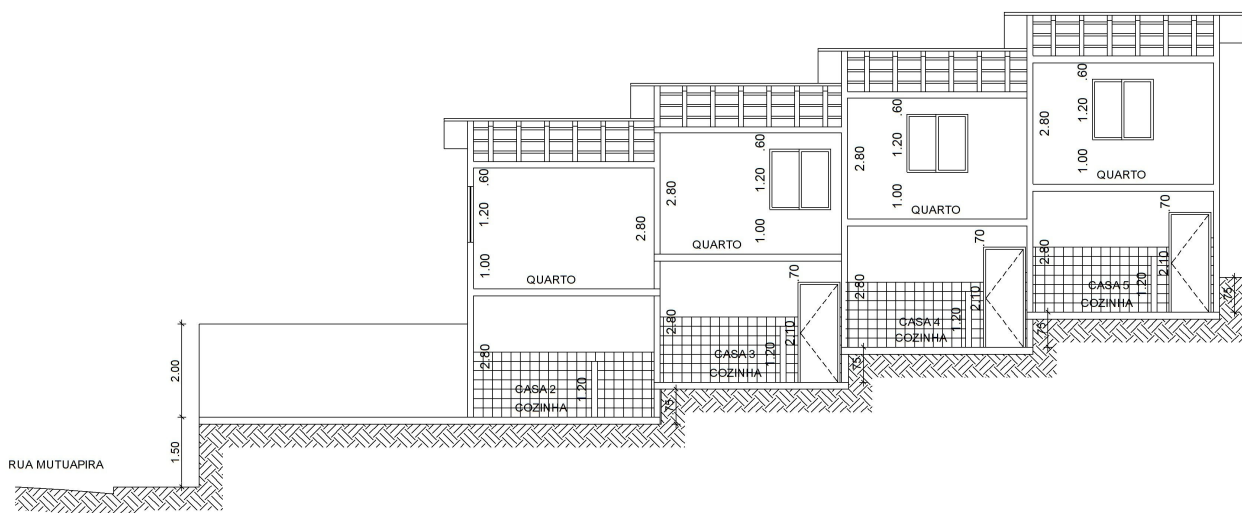 .60
1.20
2.80
1.00
QUARTO
.70
2.80
CASA 5
2.10
1.20
COZINHA
.75
.75
.60
1.20
2.80
1.00
QUARTO
.70
2.80
2.10
CASA 4
1.20
COZINHA
.75
.60
1.20
2.80
1.00
QUARTO
.70
2.80
2.10
CASA 3
1.20
COZINHA
.75
.60
1.20
2.80
1.00
QUARTO
2.80
CASA 2
1.20
COZINHA
2.00
1.50
RUA MUTUAPIRA